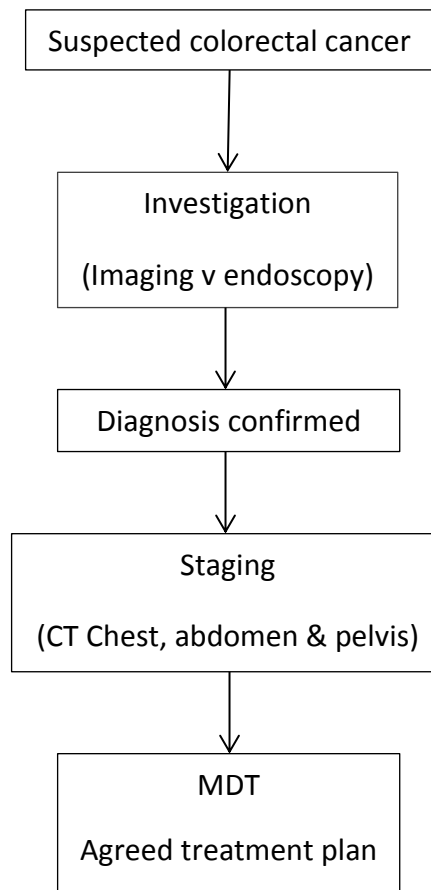 Suspected colorectal cancer
Investigation
(Imaging v endoscopy)
Diagnosis confirmed
Staging
(CT Chest, abdomen & pelvis)
MDT
Agreed treatment plan